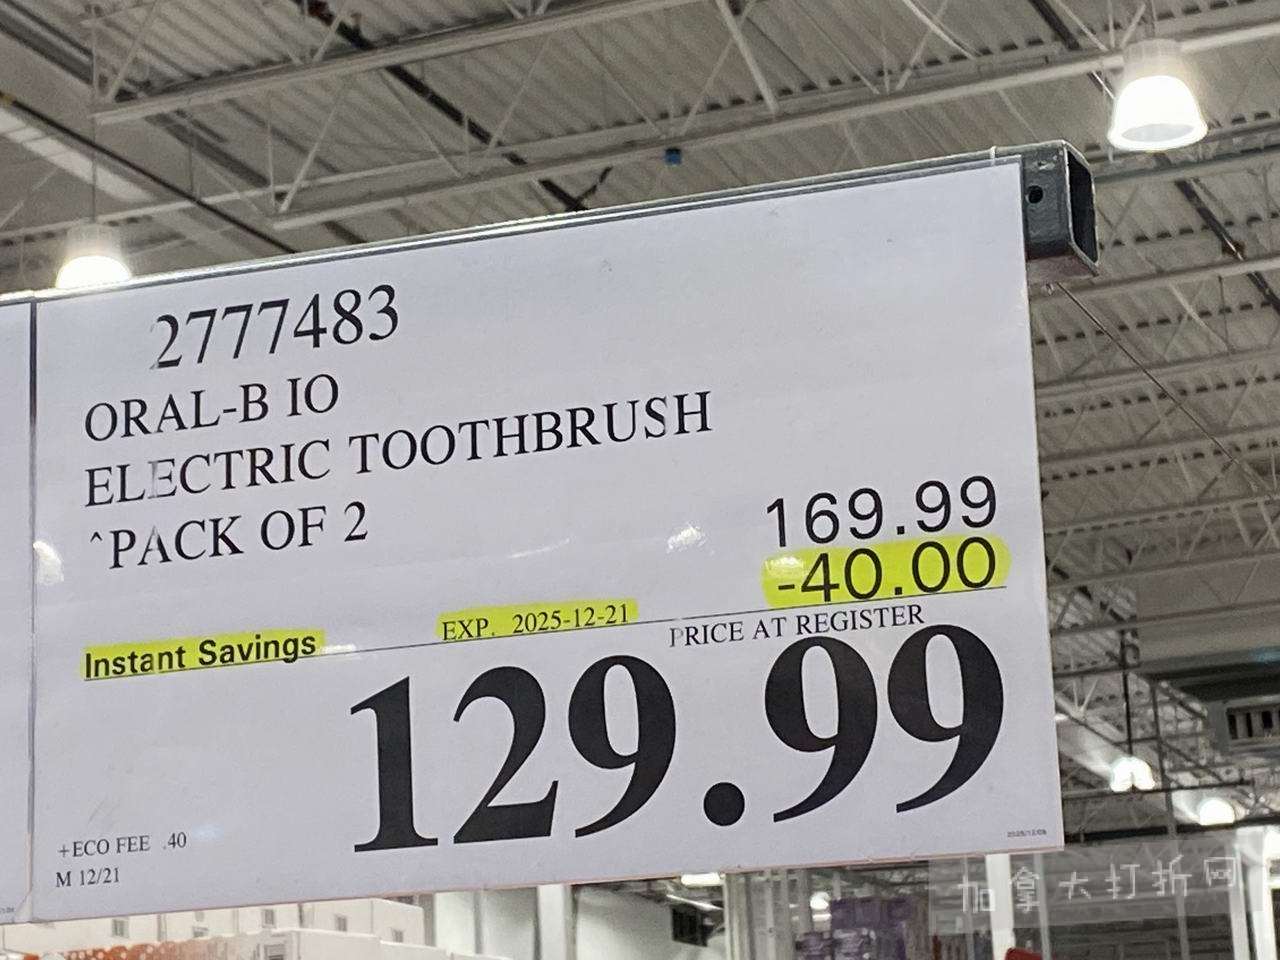 2777483
ORAL-B IO
ELECTRIC TOOTHBRUSH
^PACK OF 2
169.99
-40.00
Instant Savings
EXP. 2025-12-21
PRICE AT REGISTER
129.99
+ECO FEE .40
M 12/21
加拿大打折网